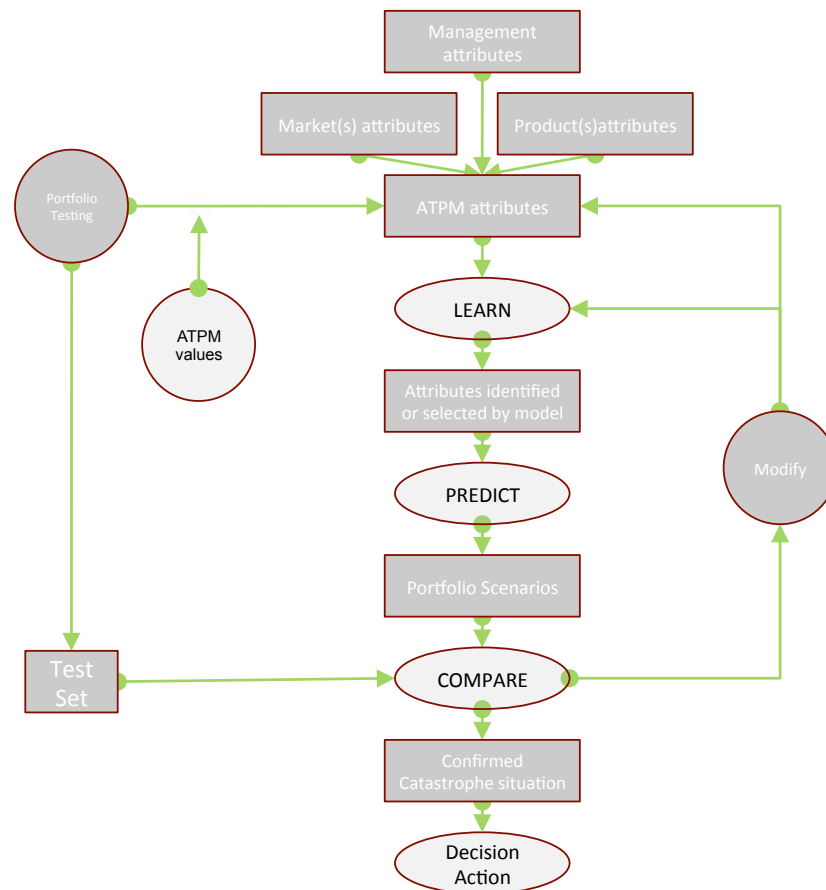 Management
attributes
Market(s) attributes
Product(s)attributes
Portfolio
Testing
ATPM attributes
LEARN
ATPM
values
Attributes identified
or selected by model
Modify
PREDICT
Portfolio Scenarios
Test
Set
COMPARE
Confirmed
Catastrophe situation
Decision
Action